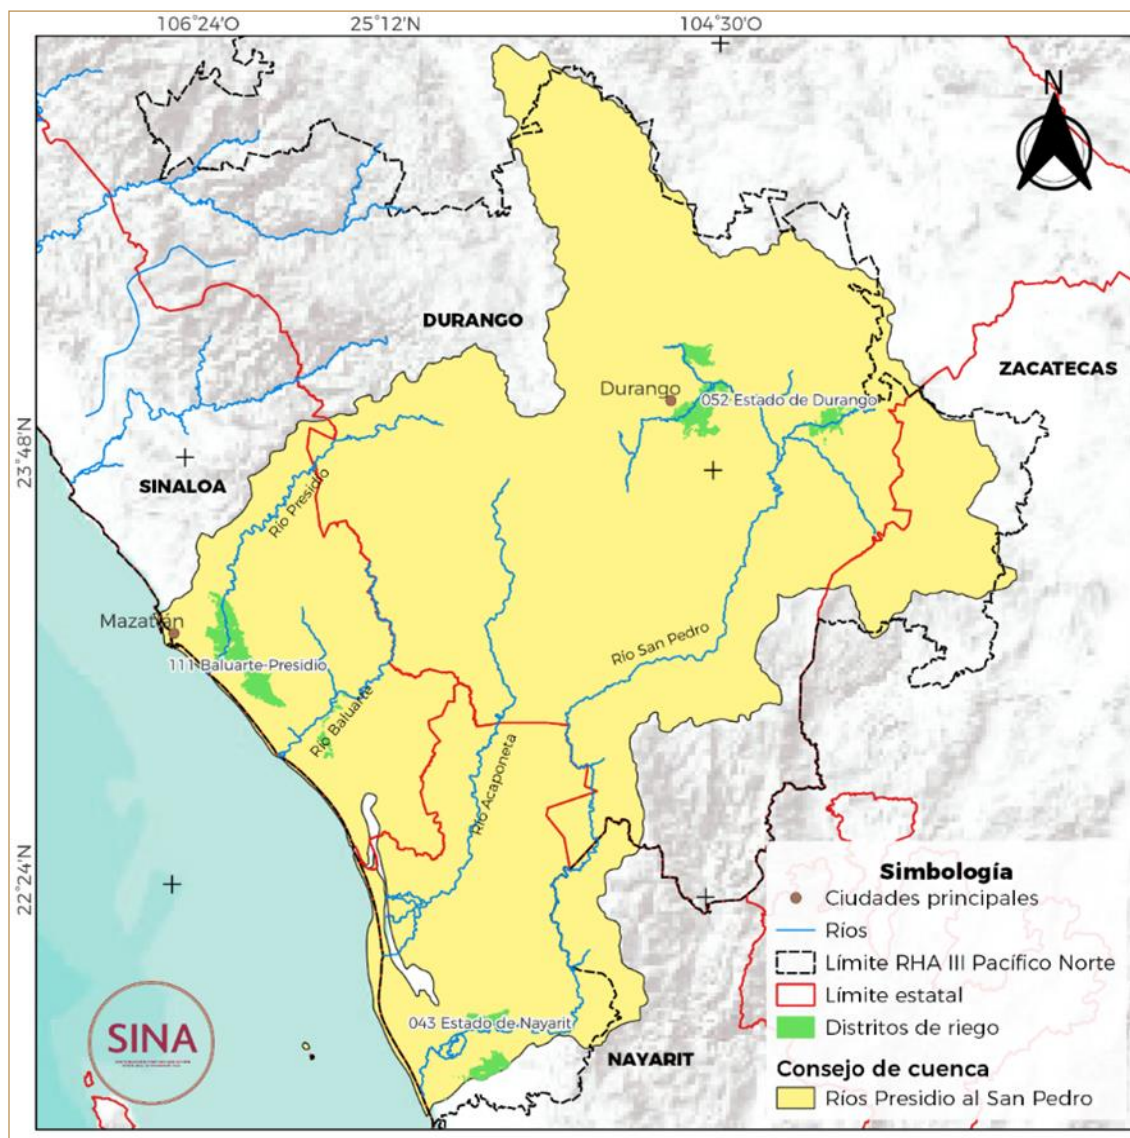 106°24'O
25°12'N
104°30'O
N
DURANGO
ZACATECAS
Durango
052 Estado de Durango
23°48'N
SINALOA
Río Presidio
Mazatlán
111 Baluarte-Presidio
Río San Pedro
Río Baluarte
Río Acaponeta
22°24'N
Simbología
Ciudades principales
Ríos
Límite RHA III Pacífico Norte
Límite estatal
Distritos de riego
Consejo de cuenca
Ríos Presidio al San Pedro
043 Estado de Nayarit
NAYARIT
SINA